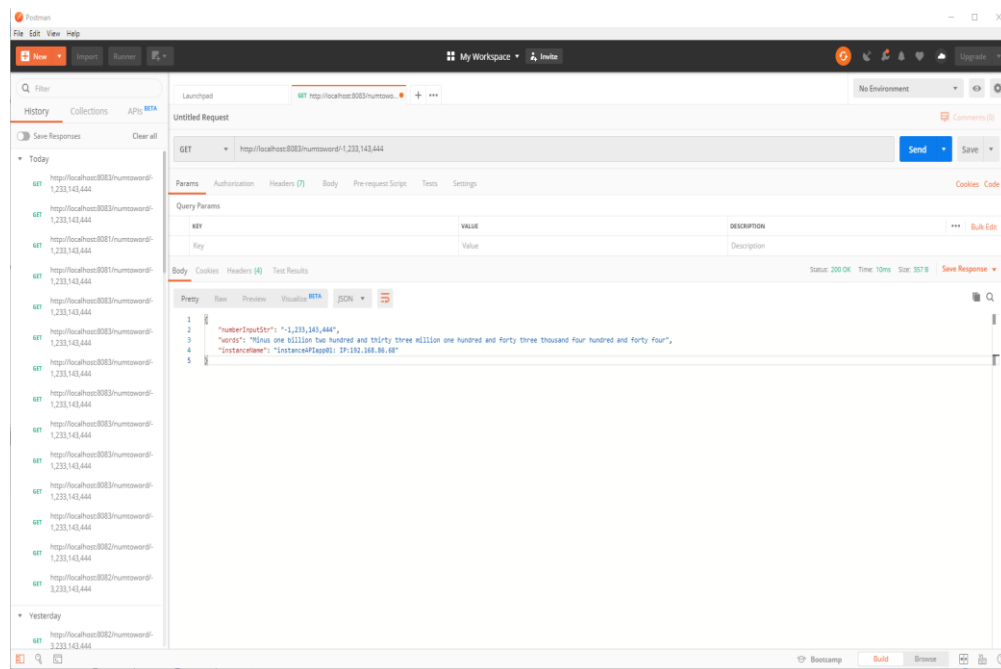 Postman
File Edit View Help
New Import Runner My Workspace Invite Upgrade
Filter
History Collections APIs BETA
Save Responses Clear all
Today
GET http://localhost:8083/numtoword/-
1,233,143,444
GET http://localhost:8083/numtoword/-
1,233,143,444
GET http://localhost:8081/numtoword/-
1,233,143,444
GET http://localhost:8081/numtoword/-
1,233,143,444
GET http://localhost:8083/numtoword/-
1,233,143,444
GET http://localhost:8083/numtoword/-
1,233,143,444
GET http://localhost:8083/numtoword/-
1,233,143,444
GET http://localhost:8083/numtoword/-
1,233,143,444
GET http://localhost:8083/numtoword/-
1,233,143,444
GET http://localhost:8083/numtoword/-
1,233,143,444
GET http://localhost:8083/numtoword/-
1,233,143,444
GET http://localhost:8083/numtoword/-
1,233,143,444
GET http://localhost:8082/numtoword/-
1,233,143,444
GET http://localhost:8082/numtoword/-
3,233,143,444
Yesterday
GET http://localhost:8082/numtoword/-
3,233,143,444
Launchpad GET http://localhost:8083/numtowo... + No Environment
Untitled Request Comments (0)
GET http://localhost:8083/numtoword/-1,233,143,444 Send Save
Params Authorization Headers (7) Body Pre-request Script Tests Settings Cookies Code
Query Params
KEY VALUE DESCRIPTION Bulk Edit
Key Value Description
Body Cookies Headers (4) Test Results Status: 200 OK Time: 10ms Size: 357 B Save Response
Pretty Raw Preview Visualize BETA JSON
1 {
2 "numberInputStr": "-1,233,143,444",
3 "words": "Minus one billion two hundred and thirty three million one hundred and forty three thousand four hundred and forty four",
4 "instanceName": "instanceAPIapp01: IP:192.168.86.68"
5 }
Bootcamp Build Browse